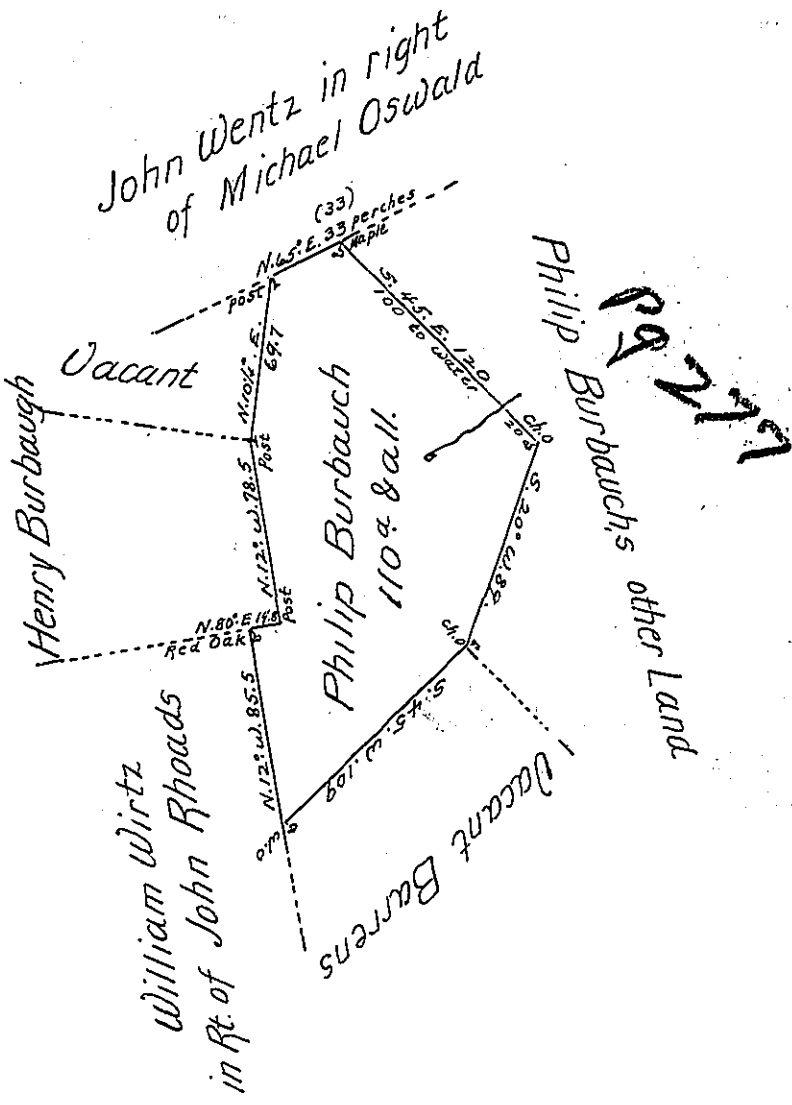 John Wentz in right
of Michael Oswald
(33)
N.65° E. 33 perches
Maple
post
Vacant
N.10½° E.
69.7
S. 45. E. 120
100 to water
20
ch.o
Philip Burbauchs other Land
pg 277
Henry Burbaugh
Post
N.12° W. 78.5
Philip Burbauch
110a & all.
S. 20° W. 89.
ch.o
N.80° E 14.8
Post
Red Oak
N.12° W. 85.5
S. 45. W. 109
W.O
Vacant Barrens
William Wirtz
in Rt. of John Rhoads